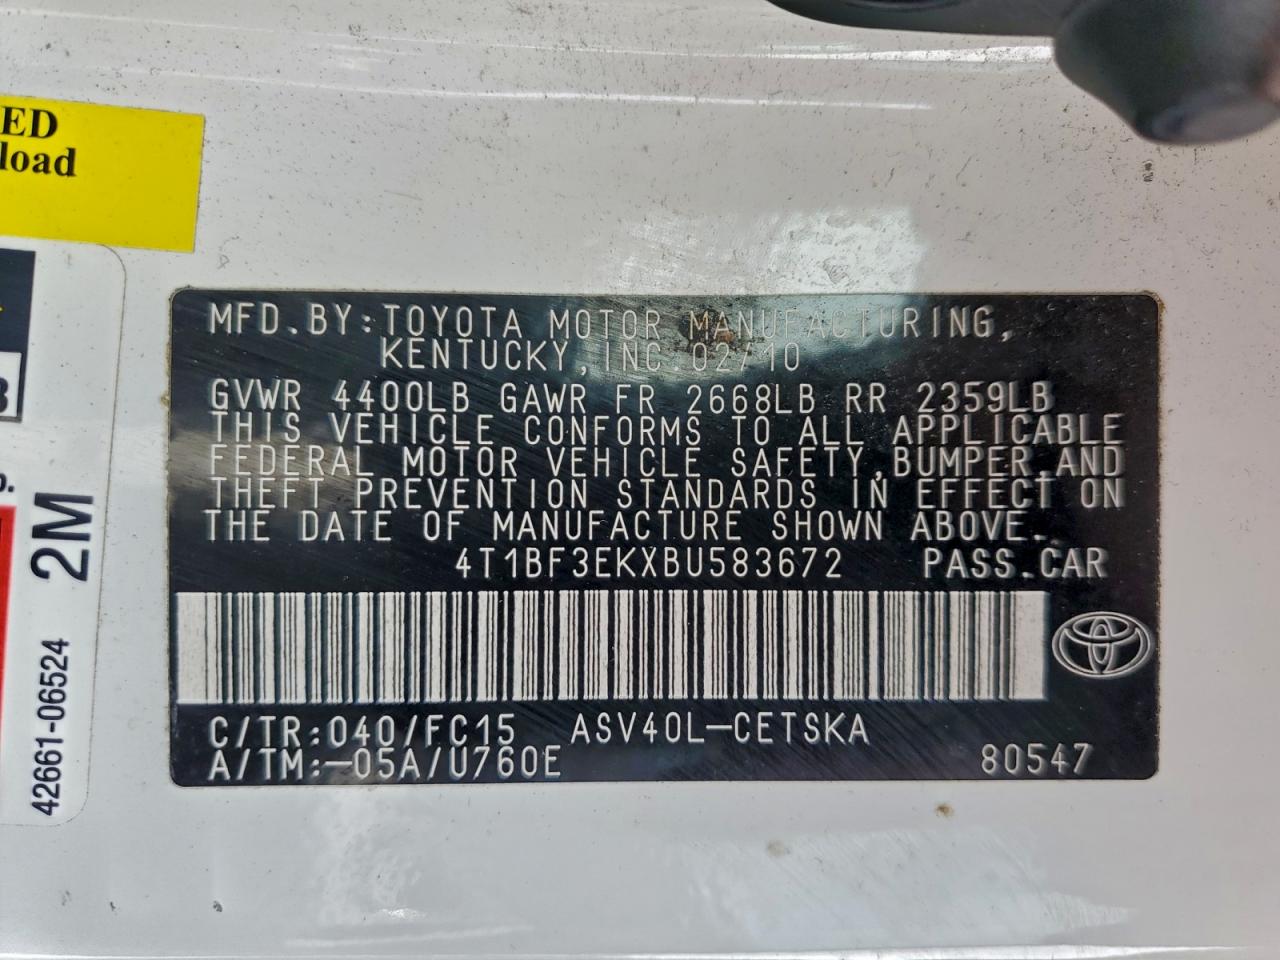 ED
load
MFD.BY:TOYOTA MOTOR MANUFACTURING,
KENTUCKY,INC.02/10
GVWR 4400LB GAWR FR 2668LB RR 2359LB
THIS VEHICLE CONFORMS TO ALL APPLICABLE
FEDERAL MOTOR VEHICLE SAFETY,BUMPER,AND
THEFT PREVENTION STANDARDS IN EFFECT ON
THE DATE OF MANUFACTURE SHOWN ABOVE.
4T1BF3EKXBU583672 PASS.CAR
C/TR:040/FC15 ASV40L-CETSKA
A/TM:-05A/U760E 80547
2M
42661-06524